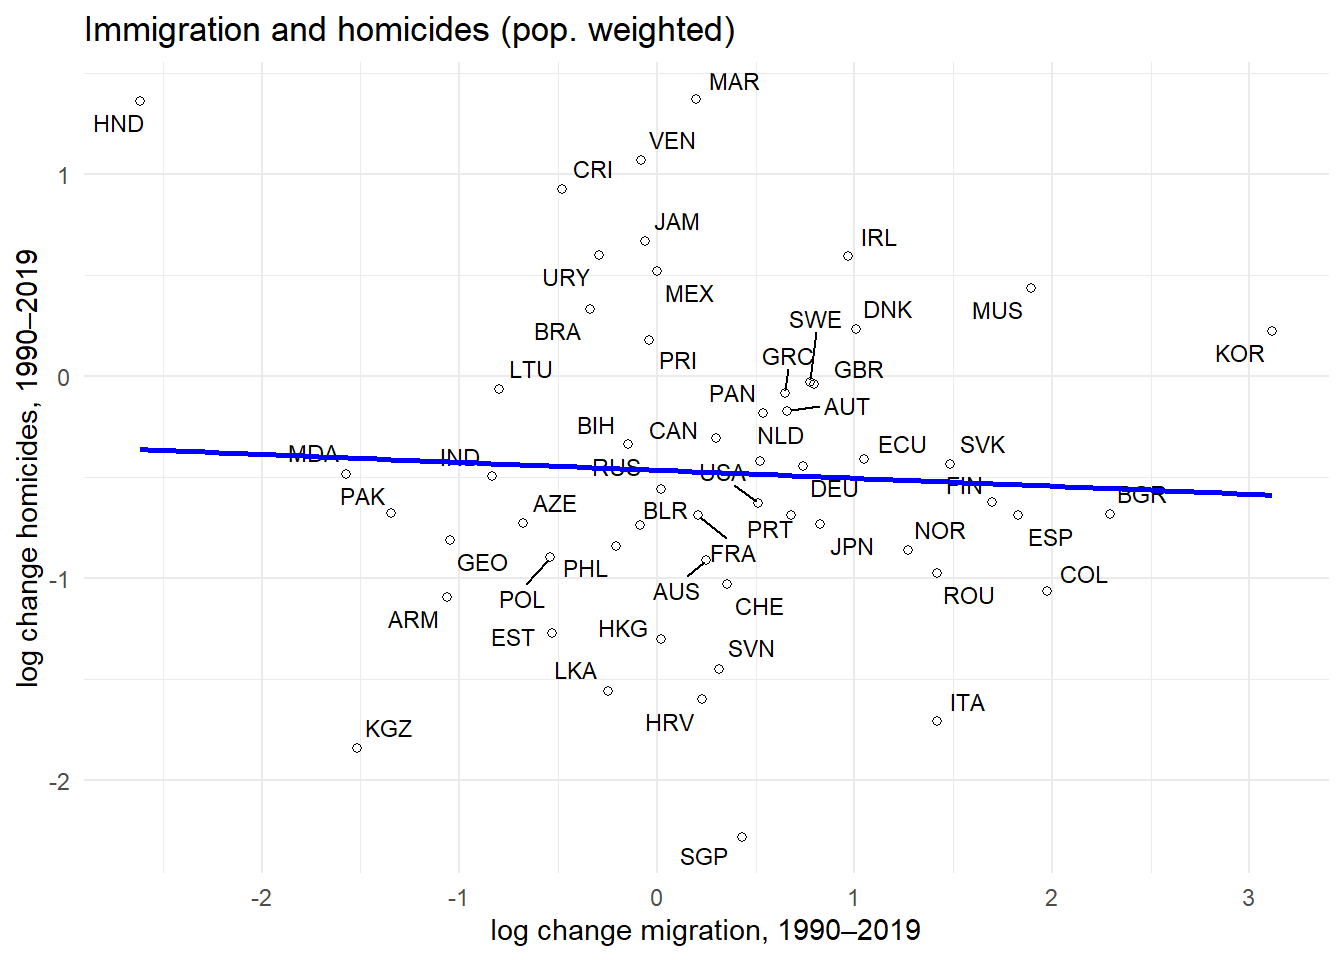 Immigration and homicides (pop. weighted)
MAR
HND
VEN
CRI
1
JAM
IRL
URY
MEX
MUS
DNK
SWE
BRA
KOR
GRC
PRI
LTU
GBR
0
PAN
AUT
BIH
CAN
NLD
ECU
SVK
MDA
IND
RUS
USA
FIN
DEU
BGR
PAK
AZE
BLR
PRT
NOR
ESP
JPN
FRA
GEO
PHL
COL
-1
AUS
POL
ROU
CHE
ARM
HKG
EST
SVN
LKA
ITA
HRV
KGZ
-2
SGP
-2
-1
0
1
2
3
log change migration, 1990–2019
log change homicides, 1990–2019